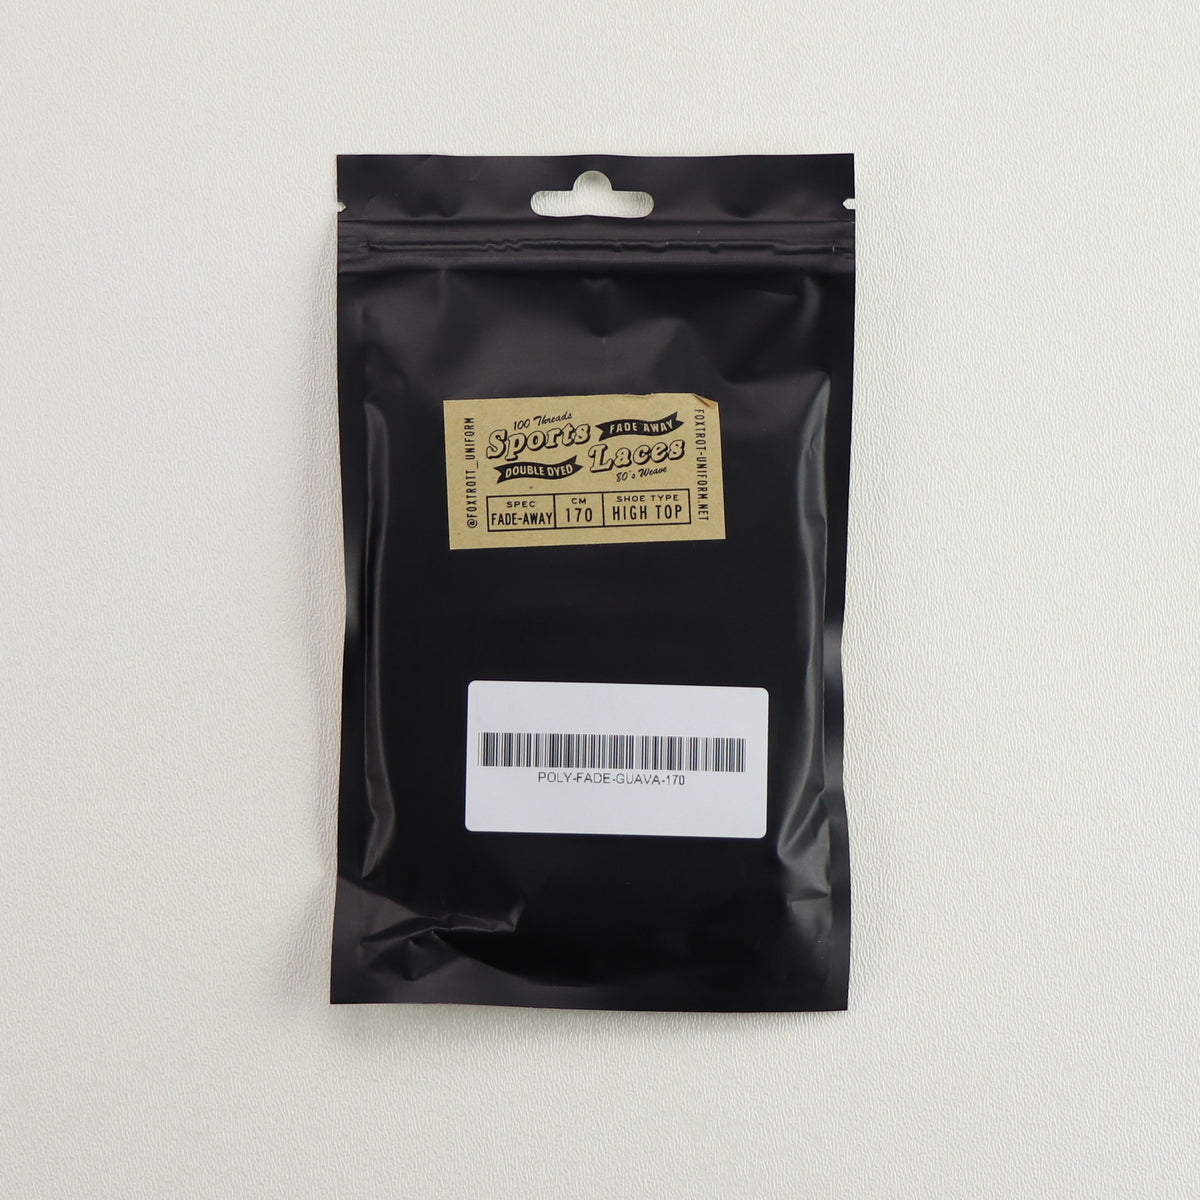 @FOXTROTT_UNIFORM
100 Threads
Sports
FADE AWAY
DOUBLE DYED
Laces
80's Weave
SPEC
FADE-AWAY
CM
170
SHOE TYPE
HIGH TOP
FOXTROT-UNIFORM.NET
POLY-FADE-GUAVA-170